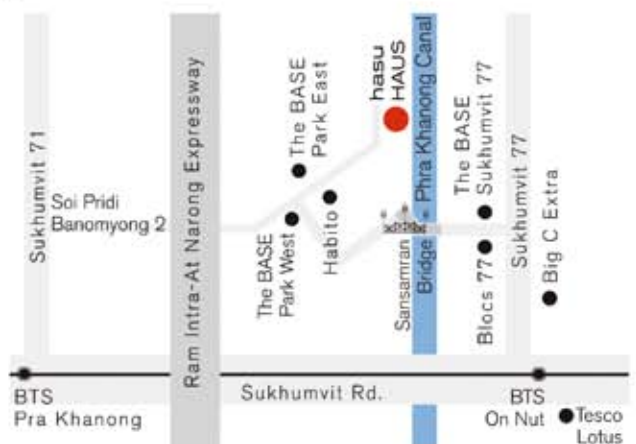 Sukhumvit 71
Soi Pridi
Banomyong 2
Ram Intra-At Narong Expressway
The BASE
Park East
The BASE
Park West
Habito
hasu
HAUS
Sansamran
Bridge
Phra Khanong Canal
The BASE
Sukhumvit 77
Blocs 77
Sukhumvit 77
Big C Extra
Sukhumvit Rd.
BTS
Pra Khanong
BTS
On Nut
Tesco
Lotus